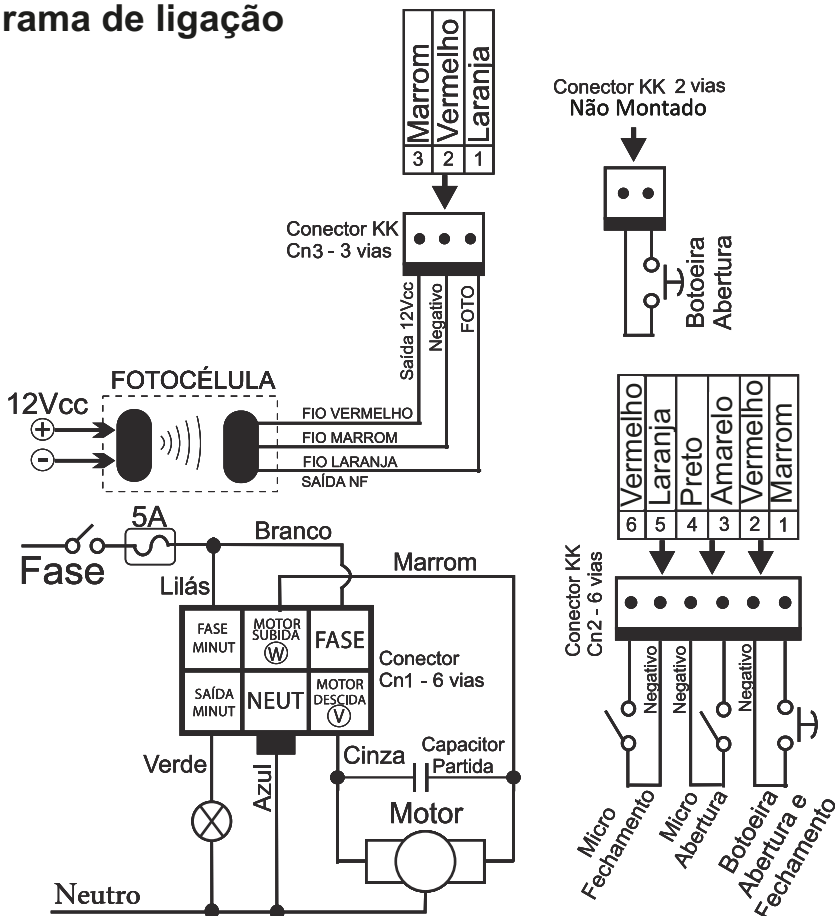 rama de ligação
Marrom
Vermelho
Laranja
3 2 1
Conector KK
Cn3 - 3 vias
Saída 12Vcc
Negativo
FOTO
Conector KK 2 vias
Não Montado
Botoeira
Abertura
FOTOCÉLULA
12Vcc
+
-
FIO VERMELHO
FIO MARROM
FIO LARANJA
SAÍDA NF
Vermelho
Laranja
Preto
Amarelo
Vermelho
Marrom
6 5 4 3 2 1
Conector KK
Cn2 - 6 vias
Negativo
Negativo
Negativo
Micro
Fechamento
Micro
Abertura
Botoeira
Abertura e
Fechamento
5A
Fase
Branco
Lilás
Marrom
FASE
MINUT
MOTOR
SUBIDA
W
FASE
SAÍDA
MINUT
NEUT
MOTOR
DESCIDA
V
Conector
Cn1 - 6 vias
Verde
Azul
Cinza
Capacitor
Partida
Motor
Neutro